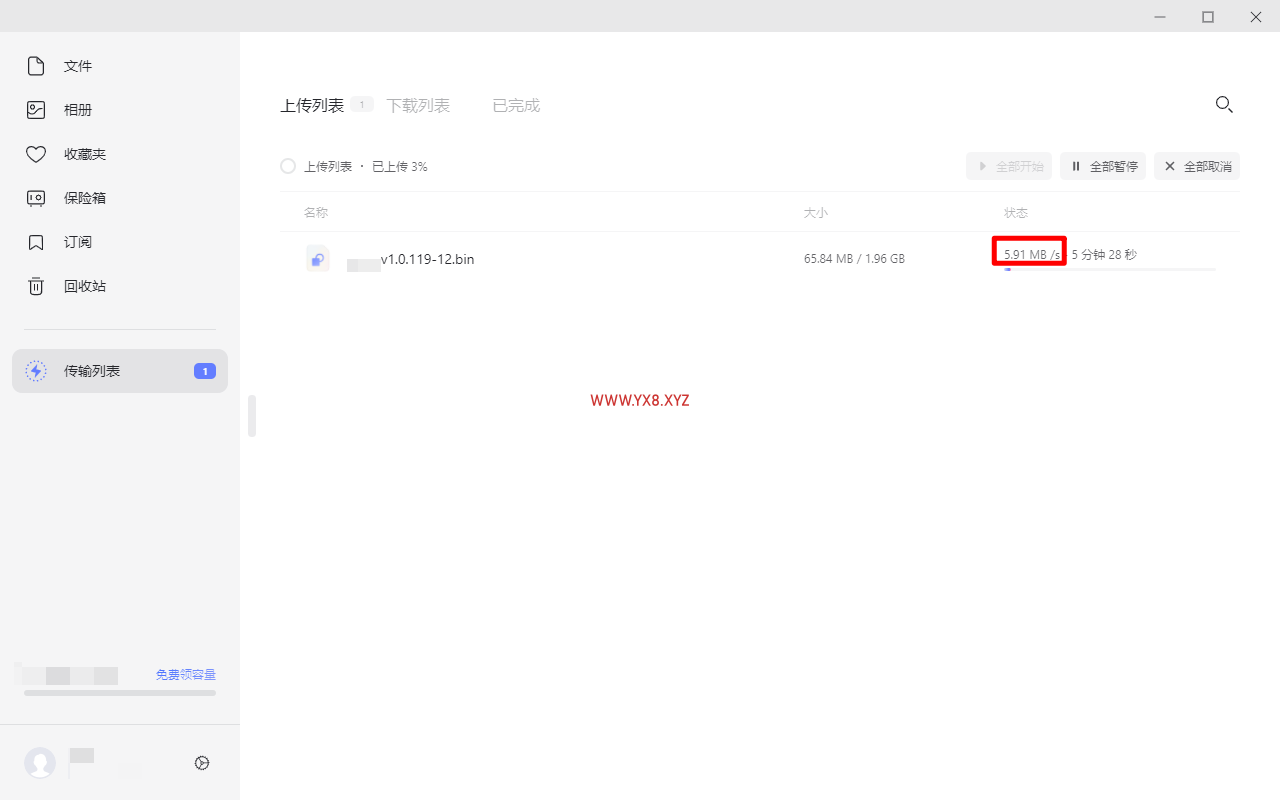 文件
相册
收藏夹
保险箱
订阅
回收站
传输列表 1
免费领容量
上传列表 1 下载列表 已完成
上传列表 · 已上传 3%
全部开始 全部暂停 全部取消
名称 大小 状态
v1.0.119-12.bin 65.84 MB / 1.96 GB 5.91 MB /s 5 分钟 28 秒
WWW.YX8.XYZ